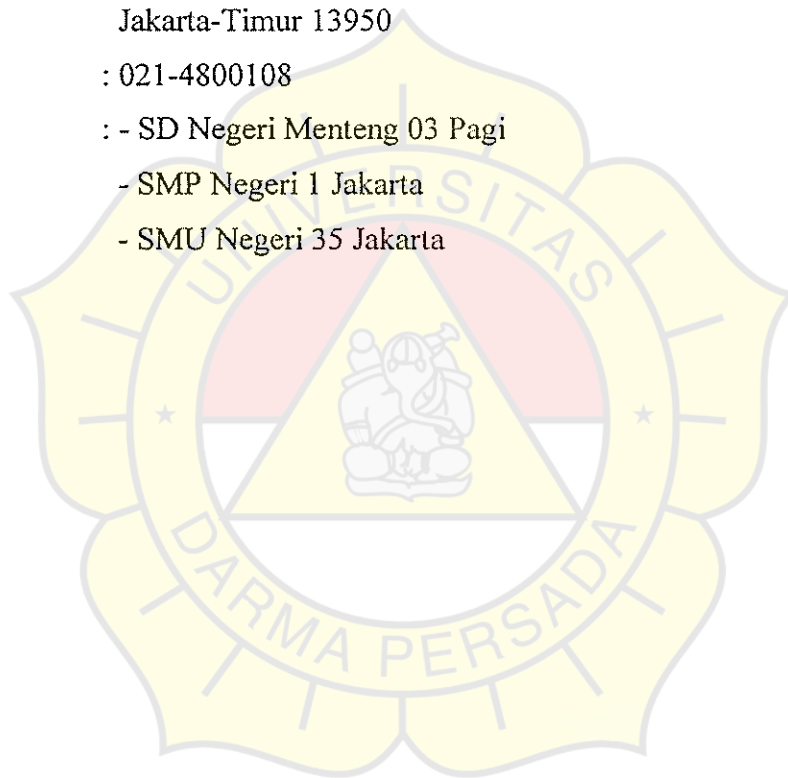 Jakarta-Timur 13950
: 021-4800108
: - SD Negeri Menteng 03 Pagi
- SMP Negeri 1 Jakarta
- SMU Negeri 35 Jakarta
UNIVERSITAS
DARMA PERSADA